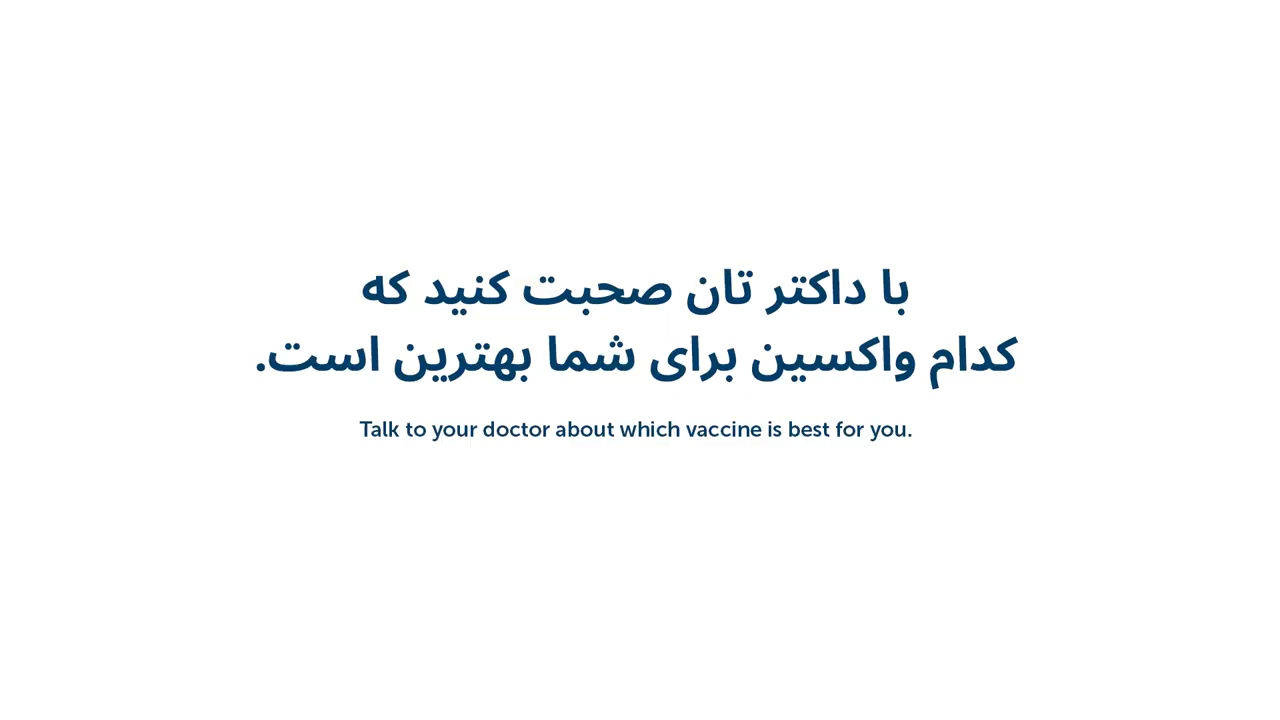 با داکتر تان صحبت کنید که
کدام واکسین برای شما بهترین است.
Talk to your doctor about which vaccine is best for you.